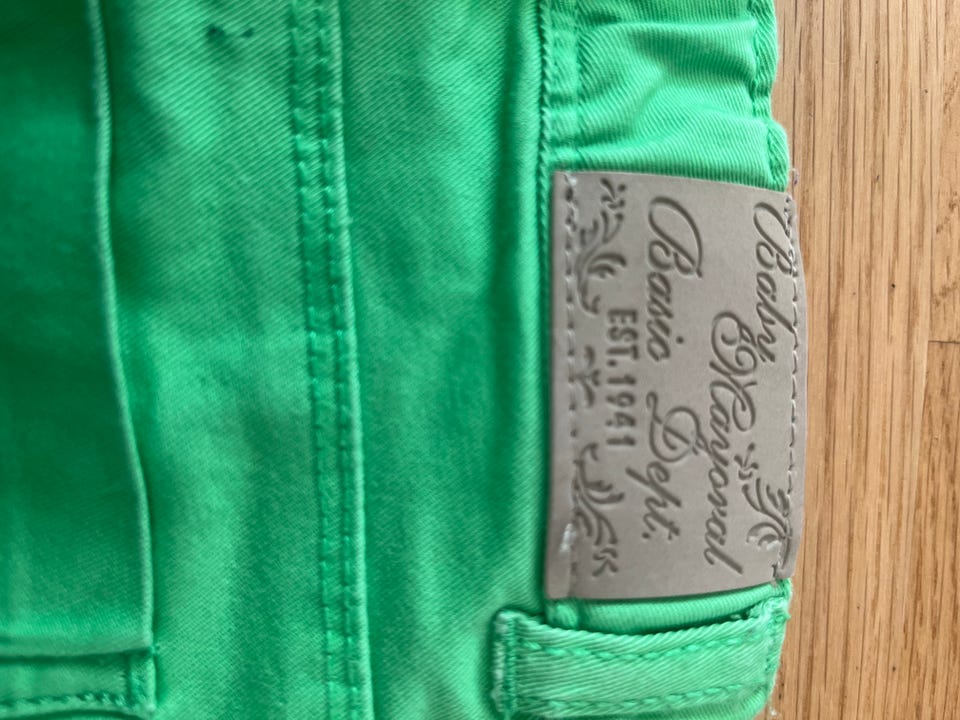 Baby
Mayoral
Basic Dept.
EST. 1941